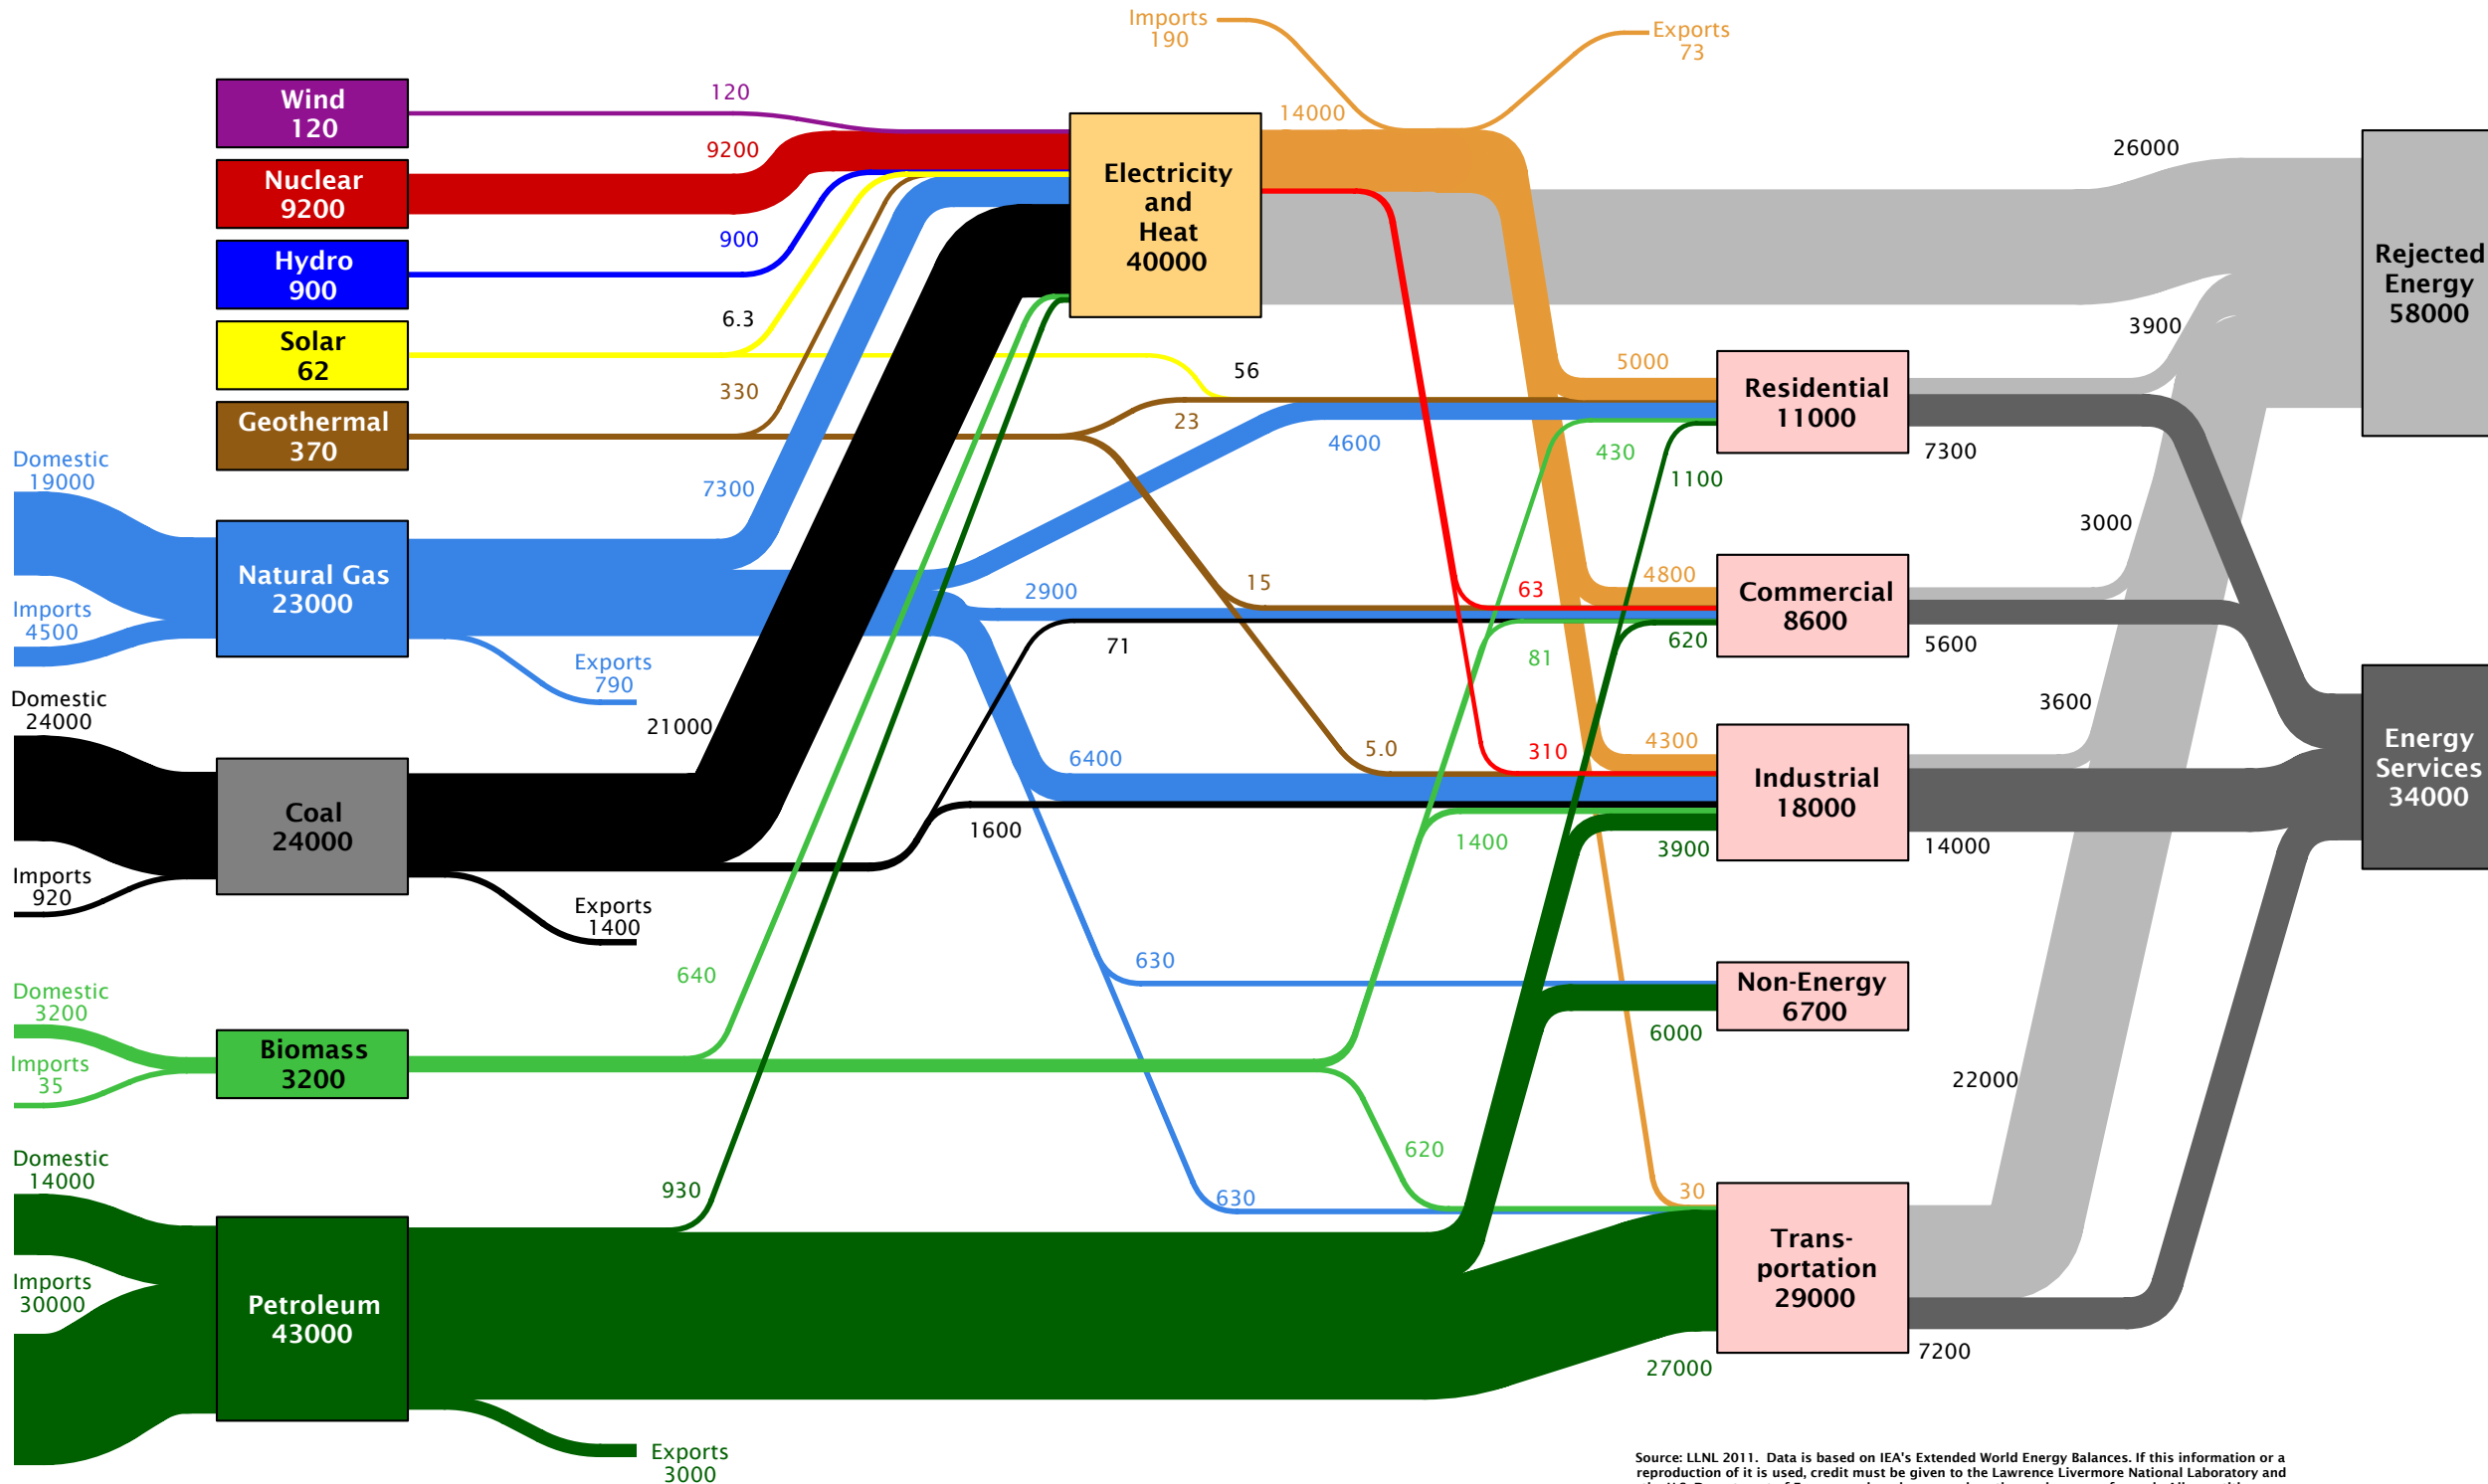 Imports
190
Exports
73
Wind
120
120
14000
Nuclear
9200
9200
Electricity
and
Heat
40000
26000
Rejected
Energy
58000
Hydro
900
900
Solar
62
6.3
56
3900
Geothermal
370
330
23
5000
Residential
11000
7300
4600
430
1100
Domestic
19000
7300
Natural Gas
23000
Imports
4500
Exports
790
2900
15
63
4800
Commercial
8600
3000
5600
71
81
620
Domestic
24000
21000
Coal
24000
Imports
920
Exports
1400
6400
5.0
310
4300
Industrial
18000
3600
14000
1600
1400
3900
Energy
Services
34000
Domestic
3200
640
630
Non-Energy
6700
6000
Biomass
3200
Imports
35
22000
Domestic
14000
930
620
630
30
Imports
30000
Petroleum
43000
Trans-
portation
29000
27000
7200
Exports
3000
Source: LLNL 2011. Data is based on IEA's Extended World Energy Balances. If this information or a
reproduction of it is used, credit must be given to the Lawrence Livermore National Laboratory and